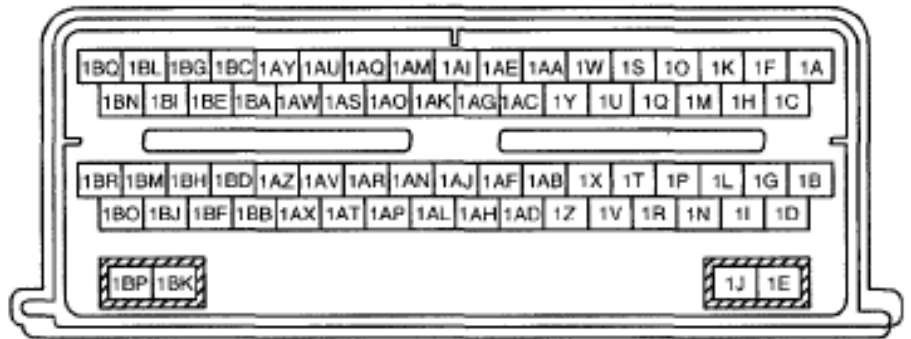 1BQ 1BL 1BG 1BC 1AY 1AU 1AQ 1AM 1AI 1AE 1AA 1W 1S 1O 1K 1F 1A
1BN 1BI 1BE 1BA 1AW 1AS 1AO 1AK 1AG 1AC 1Y 1U 1Q 1M 1H 1C
1BR 1BM 1BH 1BD 1AZ 1AV 1AR 1AN 1AJ 1AF 1AB 1X 1T 1P 1L 1G 1B
1BO 1BJ 1BF 1BB 1AX 1AT 1AP 1AL 1AH 1AD 1Z 1V 1R 1N 1I 1D
1BP 1BK 1J 1E